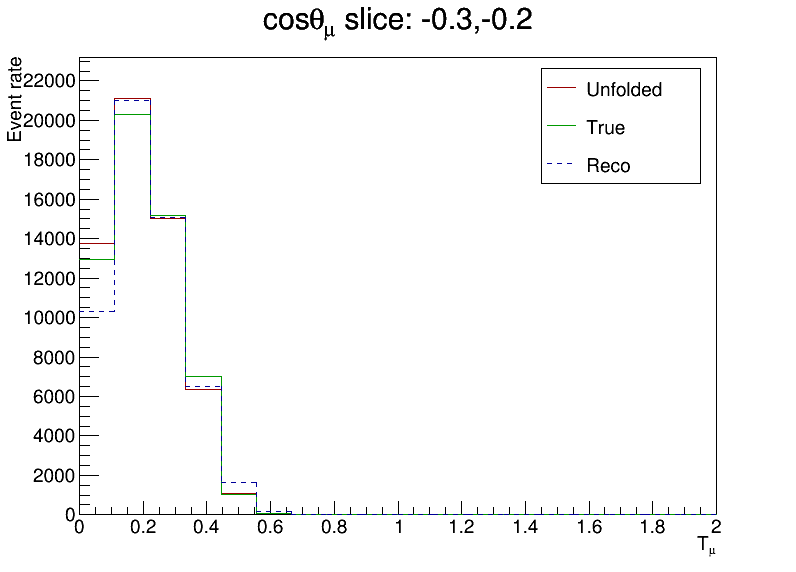 cosθμ slice: -0.3,-0.2
Event rate
22000
20000
18000
16000
14000
12000
10000
8000
6000
4000
2000
0
0 0.2 0.4 0.6 0.8 1 1.2 1.4 1.6 1.8 2
Tμ
Unfolded
True
Reco